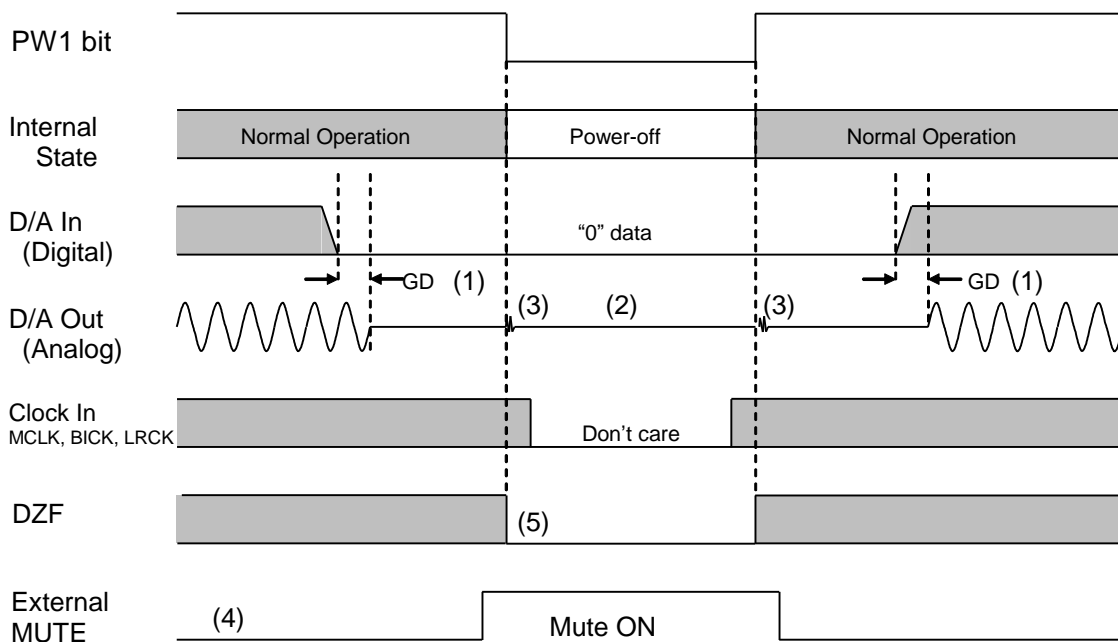 PW1 bit
Internal
State
Normal Operation
Power-off
Normal Operation
D/A In
(Digital)
“0” data
GD (1)
GD (1)
D/A Out
(Analog)
(3)
(2)
(3)
Clock In
MCLK, BICK, LRCK
Don’t care
DZF
(5)
External
MUTE
(4)
Mute ON